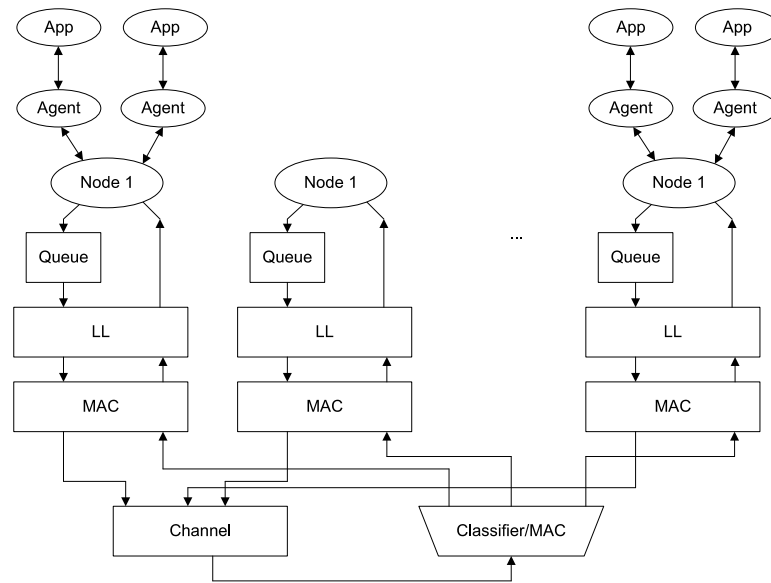 App
App
App
App
Agent
Agent
Agent
Agent
Node 1
Node 1
Node 1
Queue
Queue
...
Queue
LL
LL
LL
MAC
MAC
MAC
Channel
Classifier/MAC